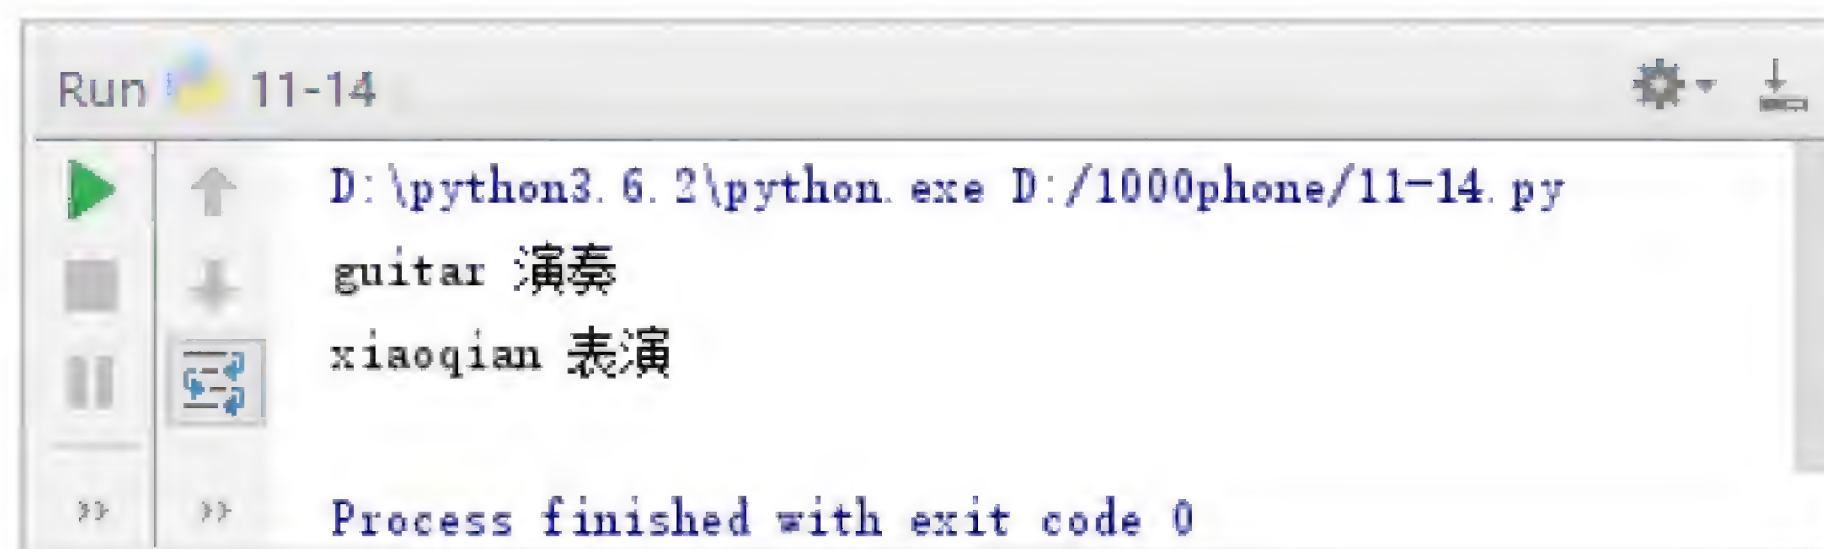 Run 11-14
D:\python3.6.2\python.exe D:/1000phone/11-14.py
guitar 演奏
xiaoqian 表演
Process finished with exit code 0